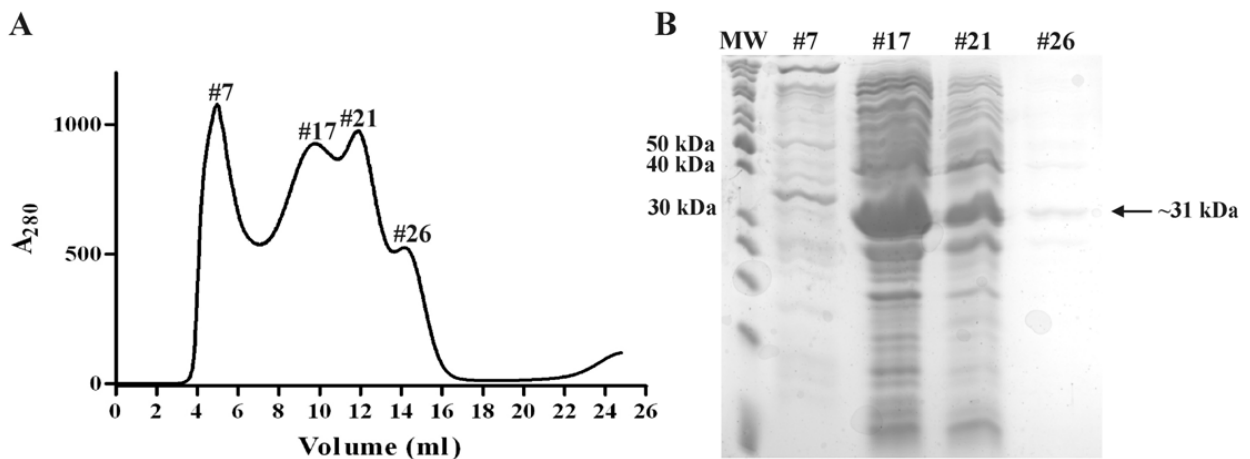 A
#7
#17 #21
#26
1000
500
0
A280
0 2 4 6 8 10 12 14 16 18 20 22 24 26
Volume (ml)
B
MW #7 #17 #21 #26
50 kDa
40 kDa
30 kDa
~31 kDa